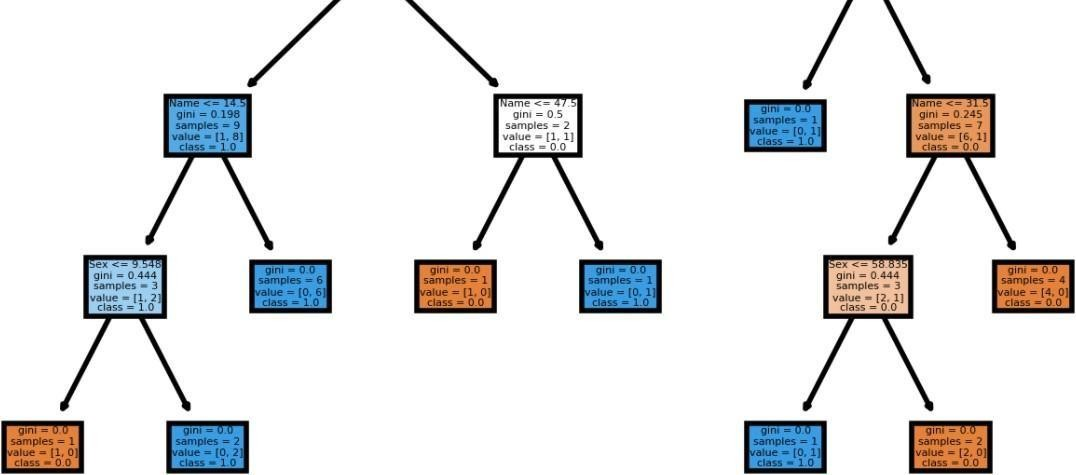 Name <= 14.5
gini = 0.198
samples = 9
value = [1, 8]
class = 1.0
Name <= 47.5
gini = 0.5
samples = 2
value = [1, 1]
class = 0.0
gini = 0.0
samples = 1
value = [0, 1]
class = 1.0
Name <= 31.5
gini = 0.245
samples = 7
value = [6, 1]
class = 0.0
Sex <= 9.548
gini = 0.444
samples = 3
value = [1, 2]
class = 1.0
gini = 0.0
samples = 6
value = [0, 6]
class = 1.0
gini = 0.0
samples = 1
value = [1, 0]
class = 0.0
gini = 0.0
samples = 1
value = [0, 1]
class = 1.0
Sex <= 58.835
gini = 0.444
samples = 3
value = [2, 1]
class = 0.0
gini = 0.0
samples = 4
value = [4, 0]
class = 0.0
gini = 0.0
samples = 1
value = [1, 0]
class = 0.0
gini = 0.0
samples = 2
value = [0, 2]
class = 1.0
gini = 0.0
samples = 1
value = [0, 1]
class = 1.0
gini = 0.0
samples = 2
value = [2, 0]
class = 0.0